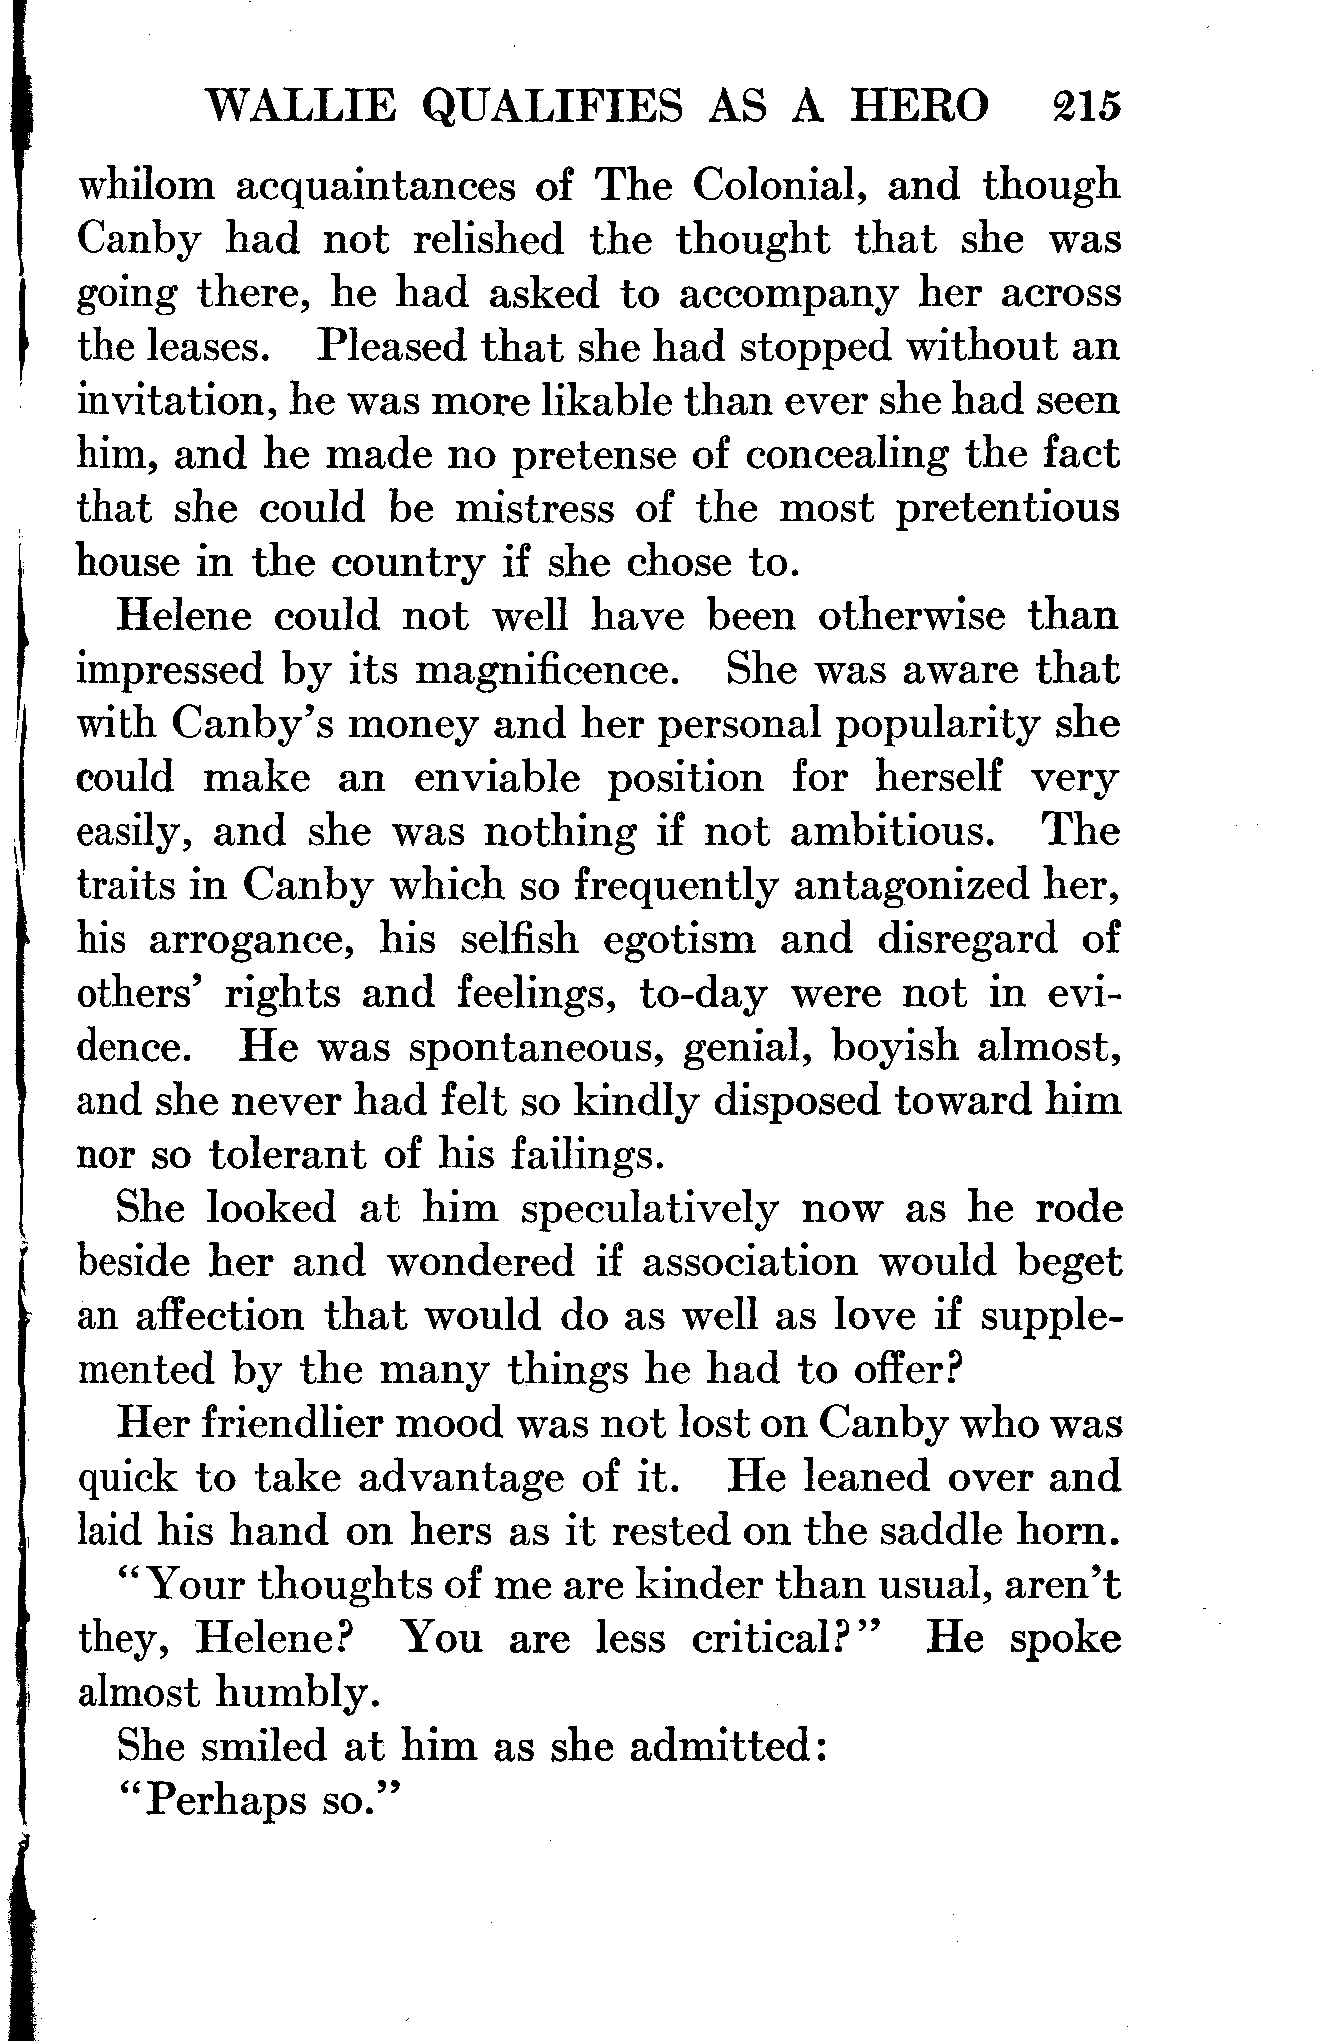 WALLIE QUALIFIES AS A HERO 215
whilom acquaintances of The Colonial, and though
Canby had not relished the thought that she was
going there, he had asked to accompany her across
the leases. Pleased that she had stopped without an
invitation, he was more likable than ever she had seen
him, and he made no pretense of concealing the fact
that she could be mistress of the most pretentious
house in the country if she chose to.
Helene could not well have been otherwise than
impressed by its magnificence. She was aware that
with Canby's money and her personal popularity she
could make an enviable position for herself very
easily, and she was nothing if not ambitious. The
traits in Canby which so frequently antagonized her,
his arrogance, his selfish egotism and disregard of
others' rights and feelings, to-day were not in evi-
dence. He was spontaneous, genial, boyish almost,
and she never had felt so kindly disposed toward him
nor so tolerant of his failings.
She looked at him speculatively now as he rode
beside her and wondered if association would beget
an affection that would do as well as love if supple-
mented by the many things he had to offer?
Her friendlier mood was not lost on Canby who was
quick to take advantage of it. He leaned over and
laid his hand on hers as it rested on the saddle horn.
"Your thoughts of me are kinder than usual, aren't
they, Helene? You are less critical?" He spoke
almost humbly.
She smiled at him as she admitted:
"Perhaps so."